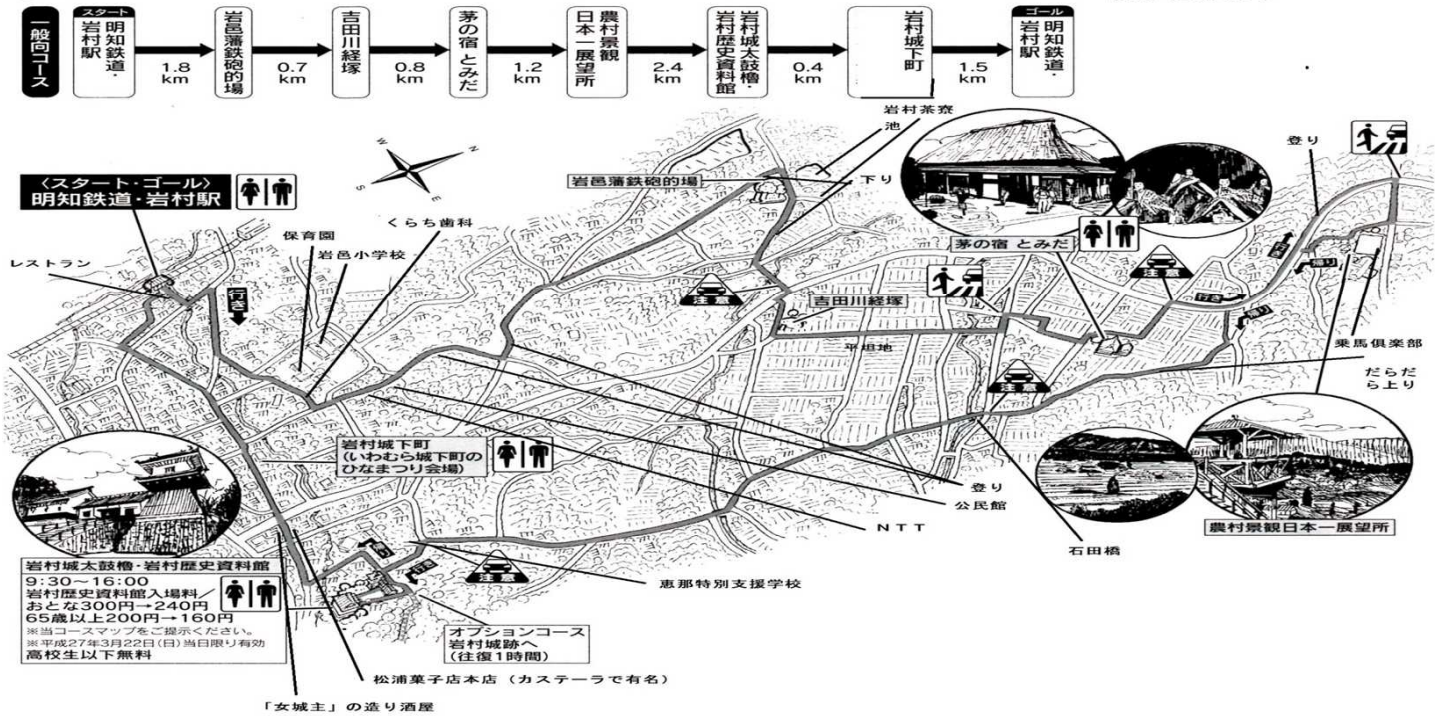 一般向コース
スタート
明知鉄道・
岩村駅
1.8
km
岩邑藩鉄砲的場
0.7
km
吉田川経塚
0.8
km
茅の宿 とみだ
1.2
km
農村景観
日本一展望所
2.4
km
岩村城太鼓櫓・
岩村歴史資料館
0.4
km
岩村城下町
1.5
km
ゴール
明知鉄道・
岩村駅
岩村茶寮
池
登り
岩邑藩鉄砲的場
下り
N
S
E
W
〈スタート・ゴール〉
明知鉄道・岩村駅
くらち歯科
保育園
岩邑小学校
レストラン
行き
茅の宿 とみだ
注意
行き
帰り
注意
吉田川経塚
行き
帰り
平坦地
乗馬倶楽部
だらだ
ら上り
注意
岩村城下町
(いわむら城下町の
ひなまつり会場)
登り
公民館
NTT
石田橋
農村景観日本一展望所
岩村城太鼓櫓・岩村歴史資料館
9:30〜16:00
岩村歴史資料館入場料/
おとな300円→240円
65歳以上200円→160円
※当コースマップをご提示ください。
※平成27年3月22日(日)当日限り有効
高校生以下無料
注意
恵那特別支援学校
オプションコース
岩村城跡へ
(往復1時間)
松浦菓子店本店(カステーラで有名)
「女城主」の造り酒屋